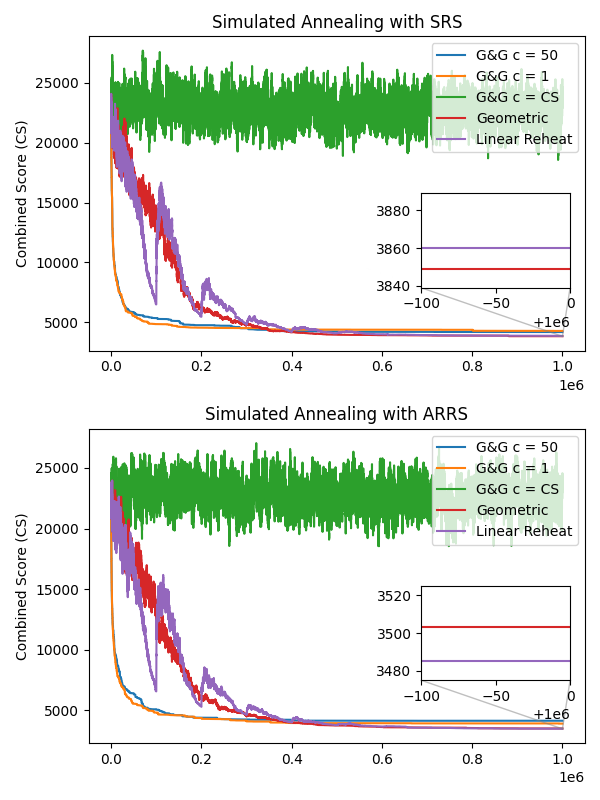 Simulated Annealing with SRS
Combined Score (CS)
25000
20000
15000
10000
5000
G&G c = 50
G&G c = 1
G&G c = CS
Geometric
Linear Reheat
3880
3860
3840
−100
−50
0
+1e6
0.0
0.2
0.4
0.6
0.8
1.0
1e6
Simulated Annealing with ARRS
Combined Score (CS)
25000
20000
15000
10000
5000
G&G c = 50
G&G c = 1
G&G c = CS
Geometric
Linear Reheat
3520
3500
3480
−100
−50
0
+1e6
0.0
0.2
0.4
0.6
0.8
1.0
1e6